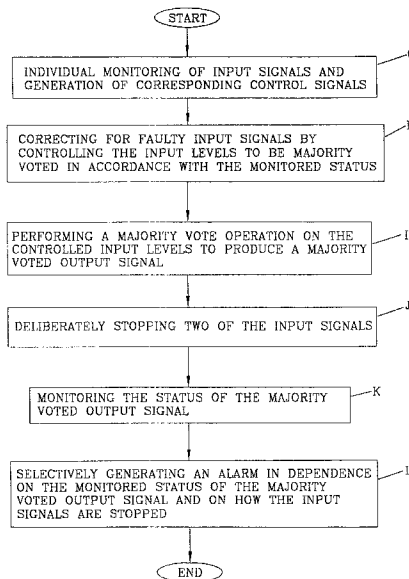 START
INDIVIDUAL MONITORING OF INPUT SIGNALS AND
GENERATION OF CORRESPONDING CONTROL SIGNALS
CORRECTING FOR FAULTY INPUT SIGNALS BY
CONTROLLING THE INPUT LEVELS TO BE MAJORITY
VOTED IN ACCORDANCE WITH THE MONITORED STATUS
PERFORMING A MAJORITY VOTE OPERATION ON THE
CONTROLLED INPUT LEVELS TO PRODUCE A MAJORITY
VOTED OUTPUT SIGNAL
J
DELIBERATELY STOPPING TWO OF THE INPUT SIGNALS
K
MONITORING THE STATUS OF THE MAJORITY
VOTED OUTPUT SIGNAL
SELECTIVELY GENERATING AN ALARM IN DEPENDENCE
ON THE MONITORED STATUS OF THE MAJORITY
VOTED OUTPUT SIGNAL AND ON HOW THE INPUT
SIGNALS ARE STOPPED
END